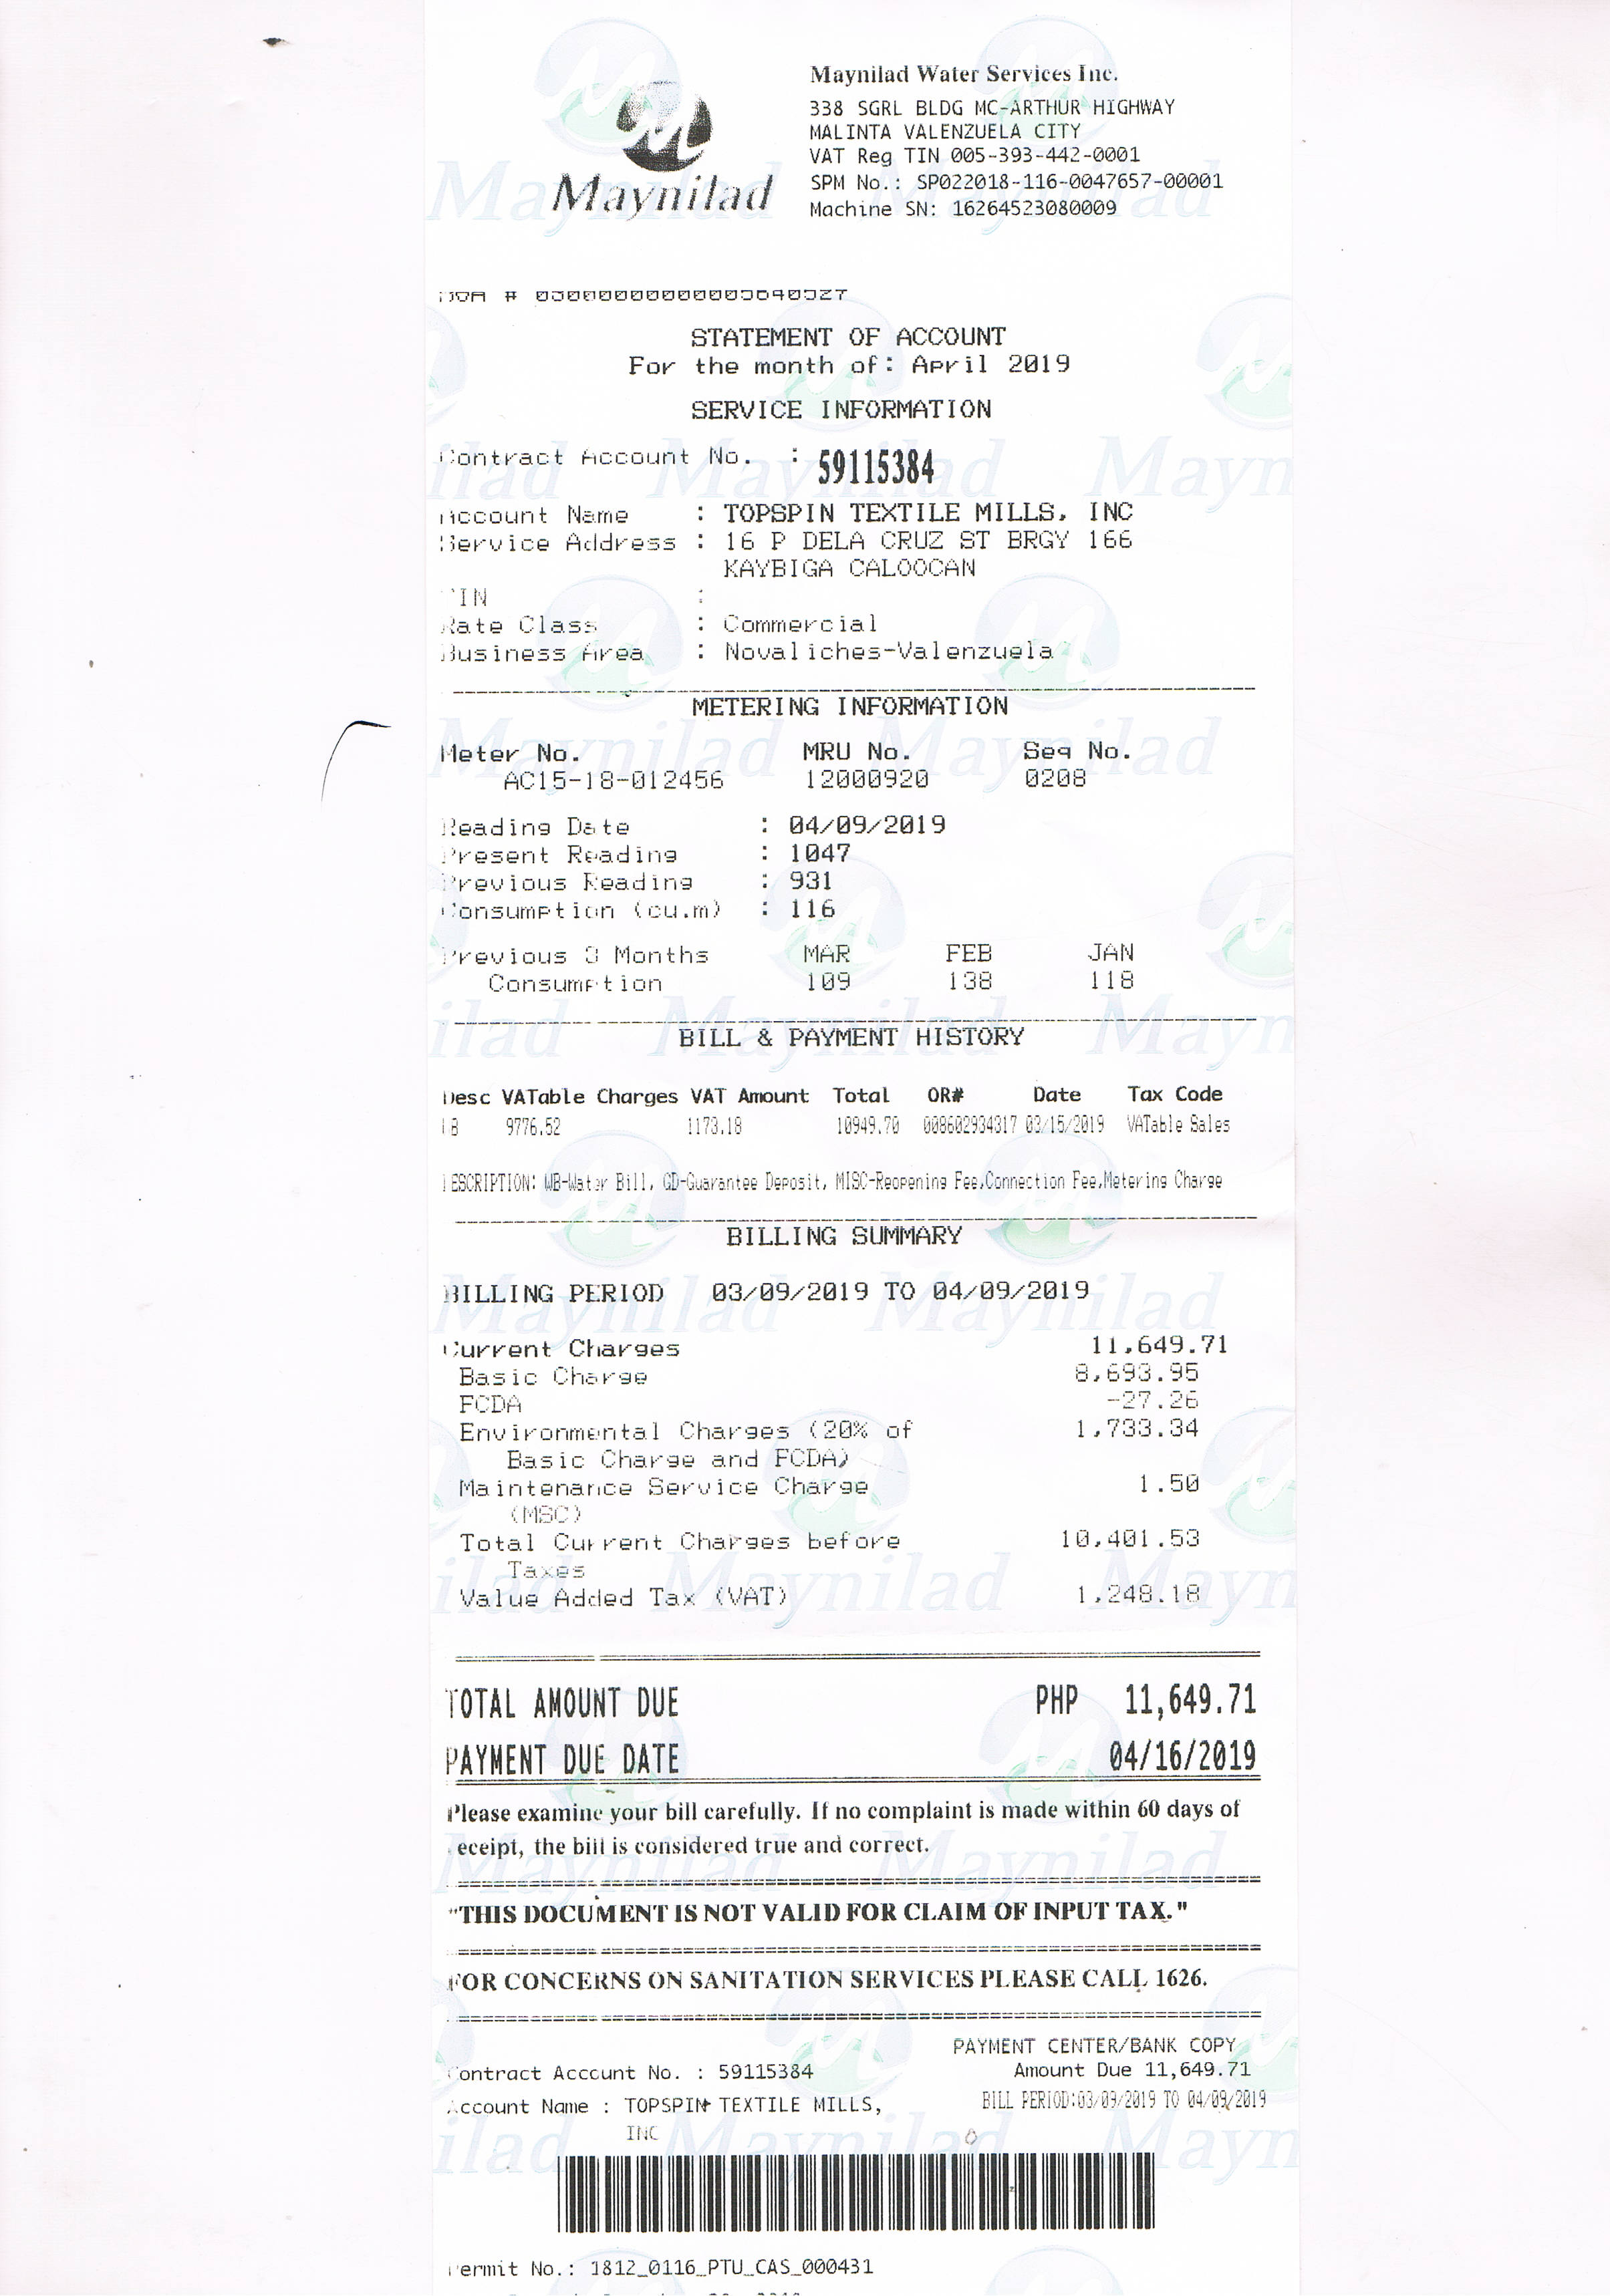 Maynilad
Maynilad Water Services Inc.
338 SGRL BLDG MC-ARTHUR HIGHWAY
MALINTA VALENZUELA CITY
VAT Reg TIN 005-393-442-0001
SPM No.: SP022018-116-0047657-00001
Machine SN: 16264523080009
STATEMENT OF ACCOUNT
For the month of: April 2019
SERVICE INFORMATION
Contract Account No. : 59115384
Account Name : TOPSPIN TEXTILE MILLS, INC
Service Address : 16 P DELA CRUZ ST BRGY 166
KAYBIGA CALOOCAN
TIN :
Rate Class : Commercial
Business Area : Novaliches-Valenzuela
METERING INFORMATION
Meter No. MRU No. Seq No.
AC15-18-012456 12000920 0208
Reading Date : 04/09/2019
Present Reading : 1047
Previous Reading : 931
Consumption (cu.m) : 116
Previous 3 Months MAR FEB JAN
Consumption 109 138 118
BILL & PAYMENT HISTORY
Desc VATable Charges VAT Amount Total OR# Date Tax Code
9776.52 1173.18 10949.70 008602934317 03/15/2019 VATable Sales
DESCRIPTION: WB-Water Bill, GD-Guarantee Deposit, MISC-Reopening Fee,Connection Fee,Metering Charge
BILLING SUMMARY
BILLING PERIOD 03/09/2019 TO 04/09/2019
Current Charges 11,649.71
Basic Charge 8,693.95
FCDA -27.26
Environmental Charges (20% of 1,733.34
Basic Charge and FCDA)
Maintenance Service Charge 1.50
(MSC)
Total Current Charges before 10,401.53
Taxes
Value Added Tax (VAT) 1,248.18
TOTAL AMOUNT DUE PHP 11,649.71
PAYMENT DUE DATE 04/16/2019
Please examine your bill carefully. If no complaint is made within 60 days of
receipt, the bill is considered true and correct.
"THIS DOCUMENT IS NOT VALID FOR CLAIM OF INPUT TAX."
FOR CONCERNS ON SANITATION SERVICES PLEASE CALL 1626.
PAYMENT CENTER/BANK COPY
Contract Account No. : 59115384 Amount Due 11,649.71
Account Name : TOPSPIN TEXTILE MILLS, BILL PERIOD:03/09/2019 TO 04/09/2019
INC
Permit No.: 1812_0116_PTU_CAS_000431